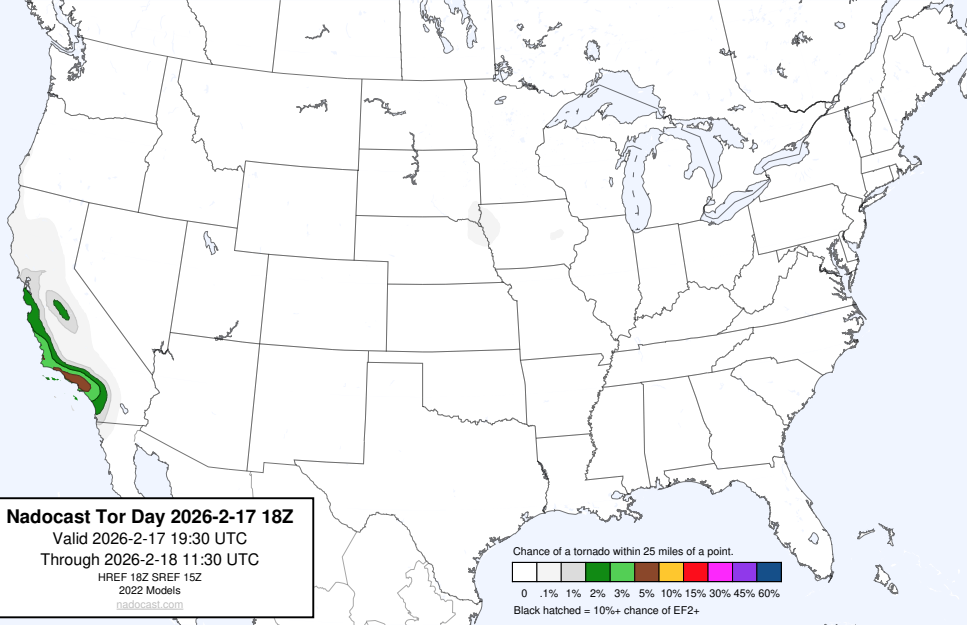 Nadocast Tor Day 2026-2-17 18Z
Valid 2026-2-17 19:30 UTC
Through 2026-2-18 11:30 UTC
HREF 18Z SREF 15Z
2022 Models
nadocast.com
Chance of a tornado within 25 miles of a point.
0 .1% 1% 2% 3% 5% 10% 15% 30% 45% 60%
Black hatched = 10%+ chance of EF2+